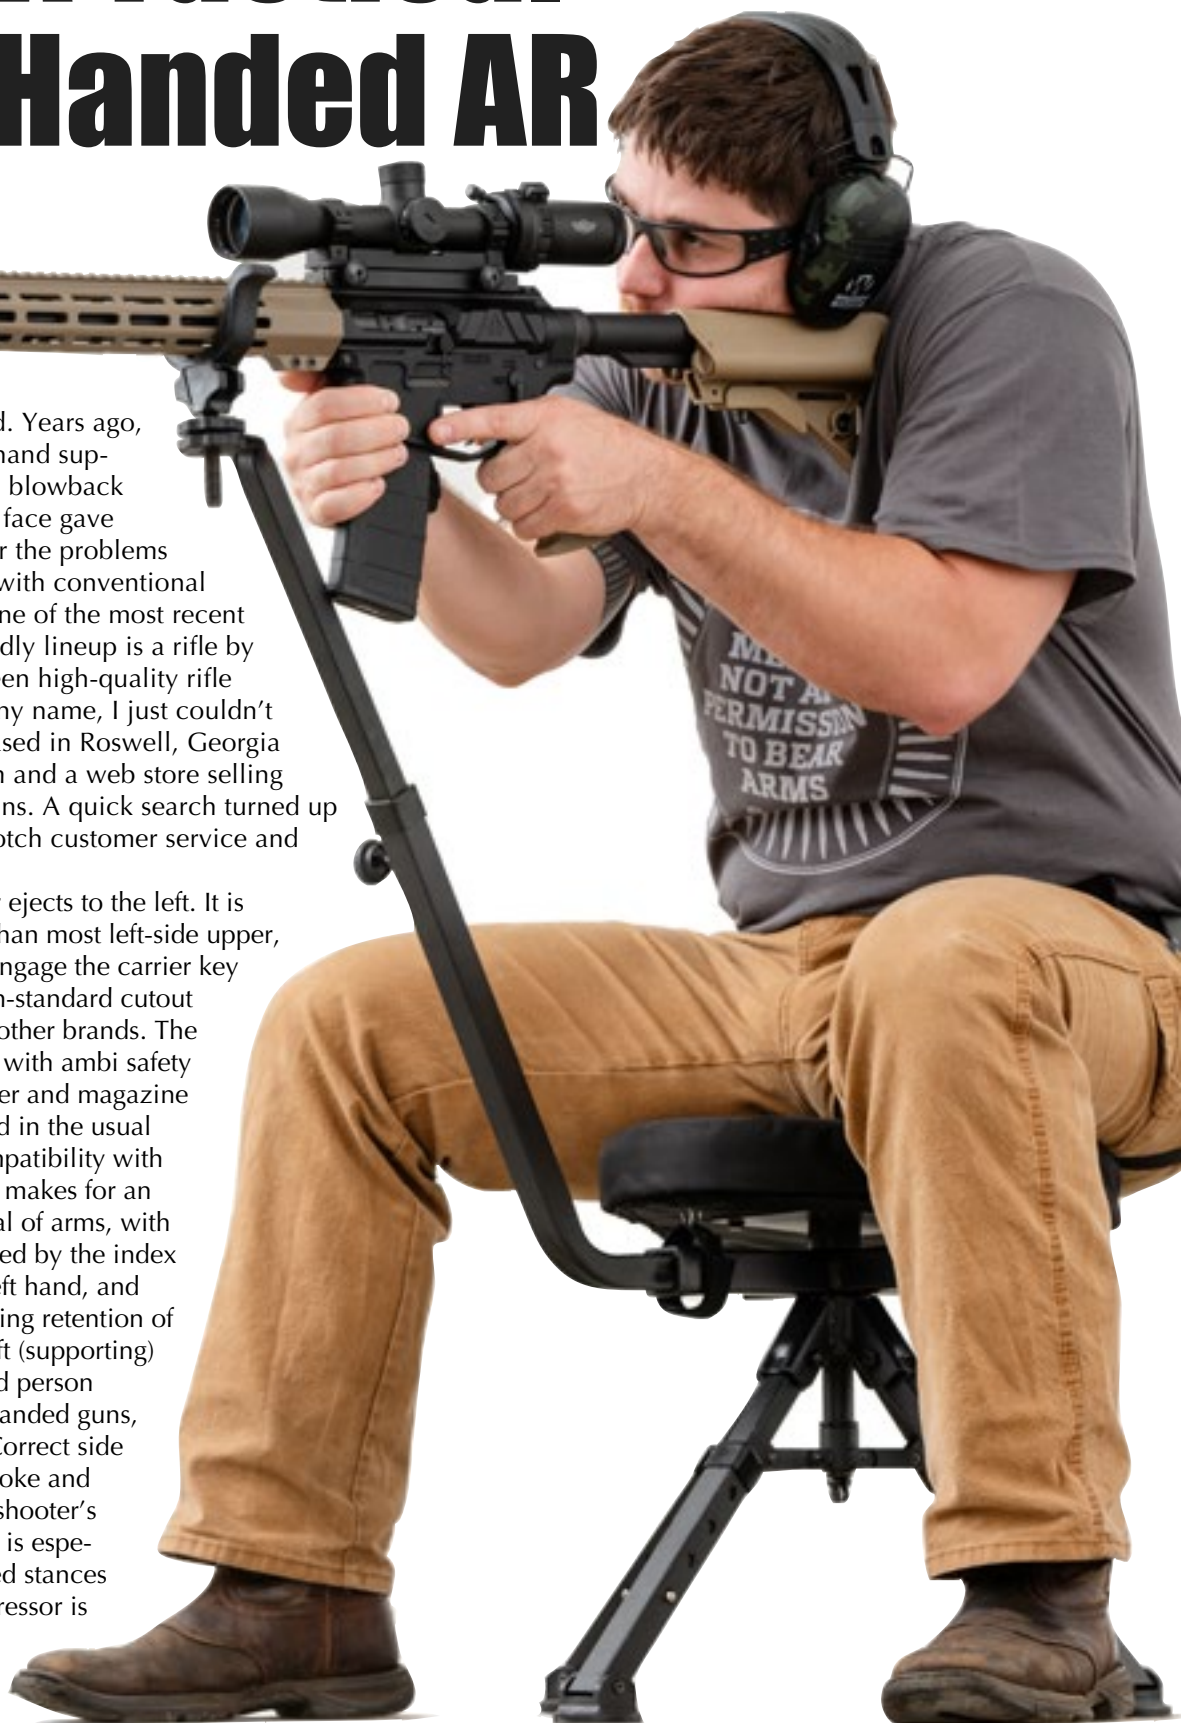 Handed AR
d. Years ago,
hand sup-
blowback
face gave
r the problems
with conventional
ne of the most recent
dly lineup is a rifle by
en high-quality rifle
ny name, I just couldn't
sed in Roswell, Georgia
n and a web store selling
ns. A quick search turned up
otch customer service and
ejects to the left. It is
han most left-side upper,
ngage the carrier key
n-standard cutout
other brands. The
with ambi safety
er and magazine
d in the usual
mpatibility with
makes for an
al of arms, with
ed by the index
eft hand, and
ing retention of
ft (supporting)
d person
anded guns,
Correct side
oke and
shooter's
is espe-
ed stances
ressor is
NOT A
PERMISSION
TO BEAR
ARMS